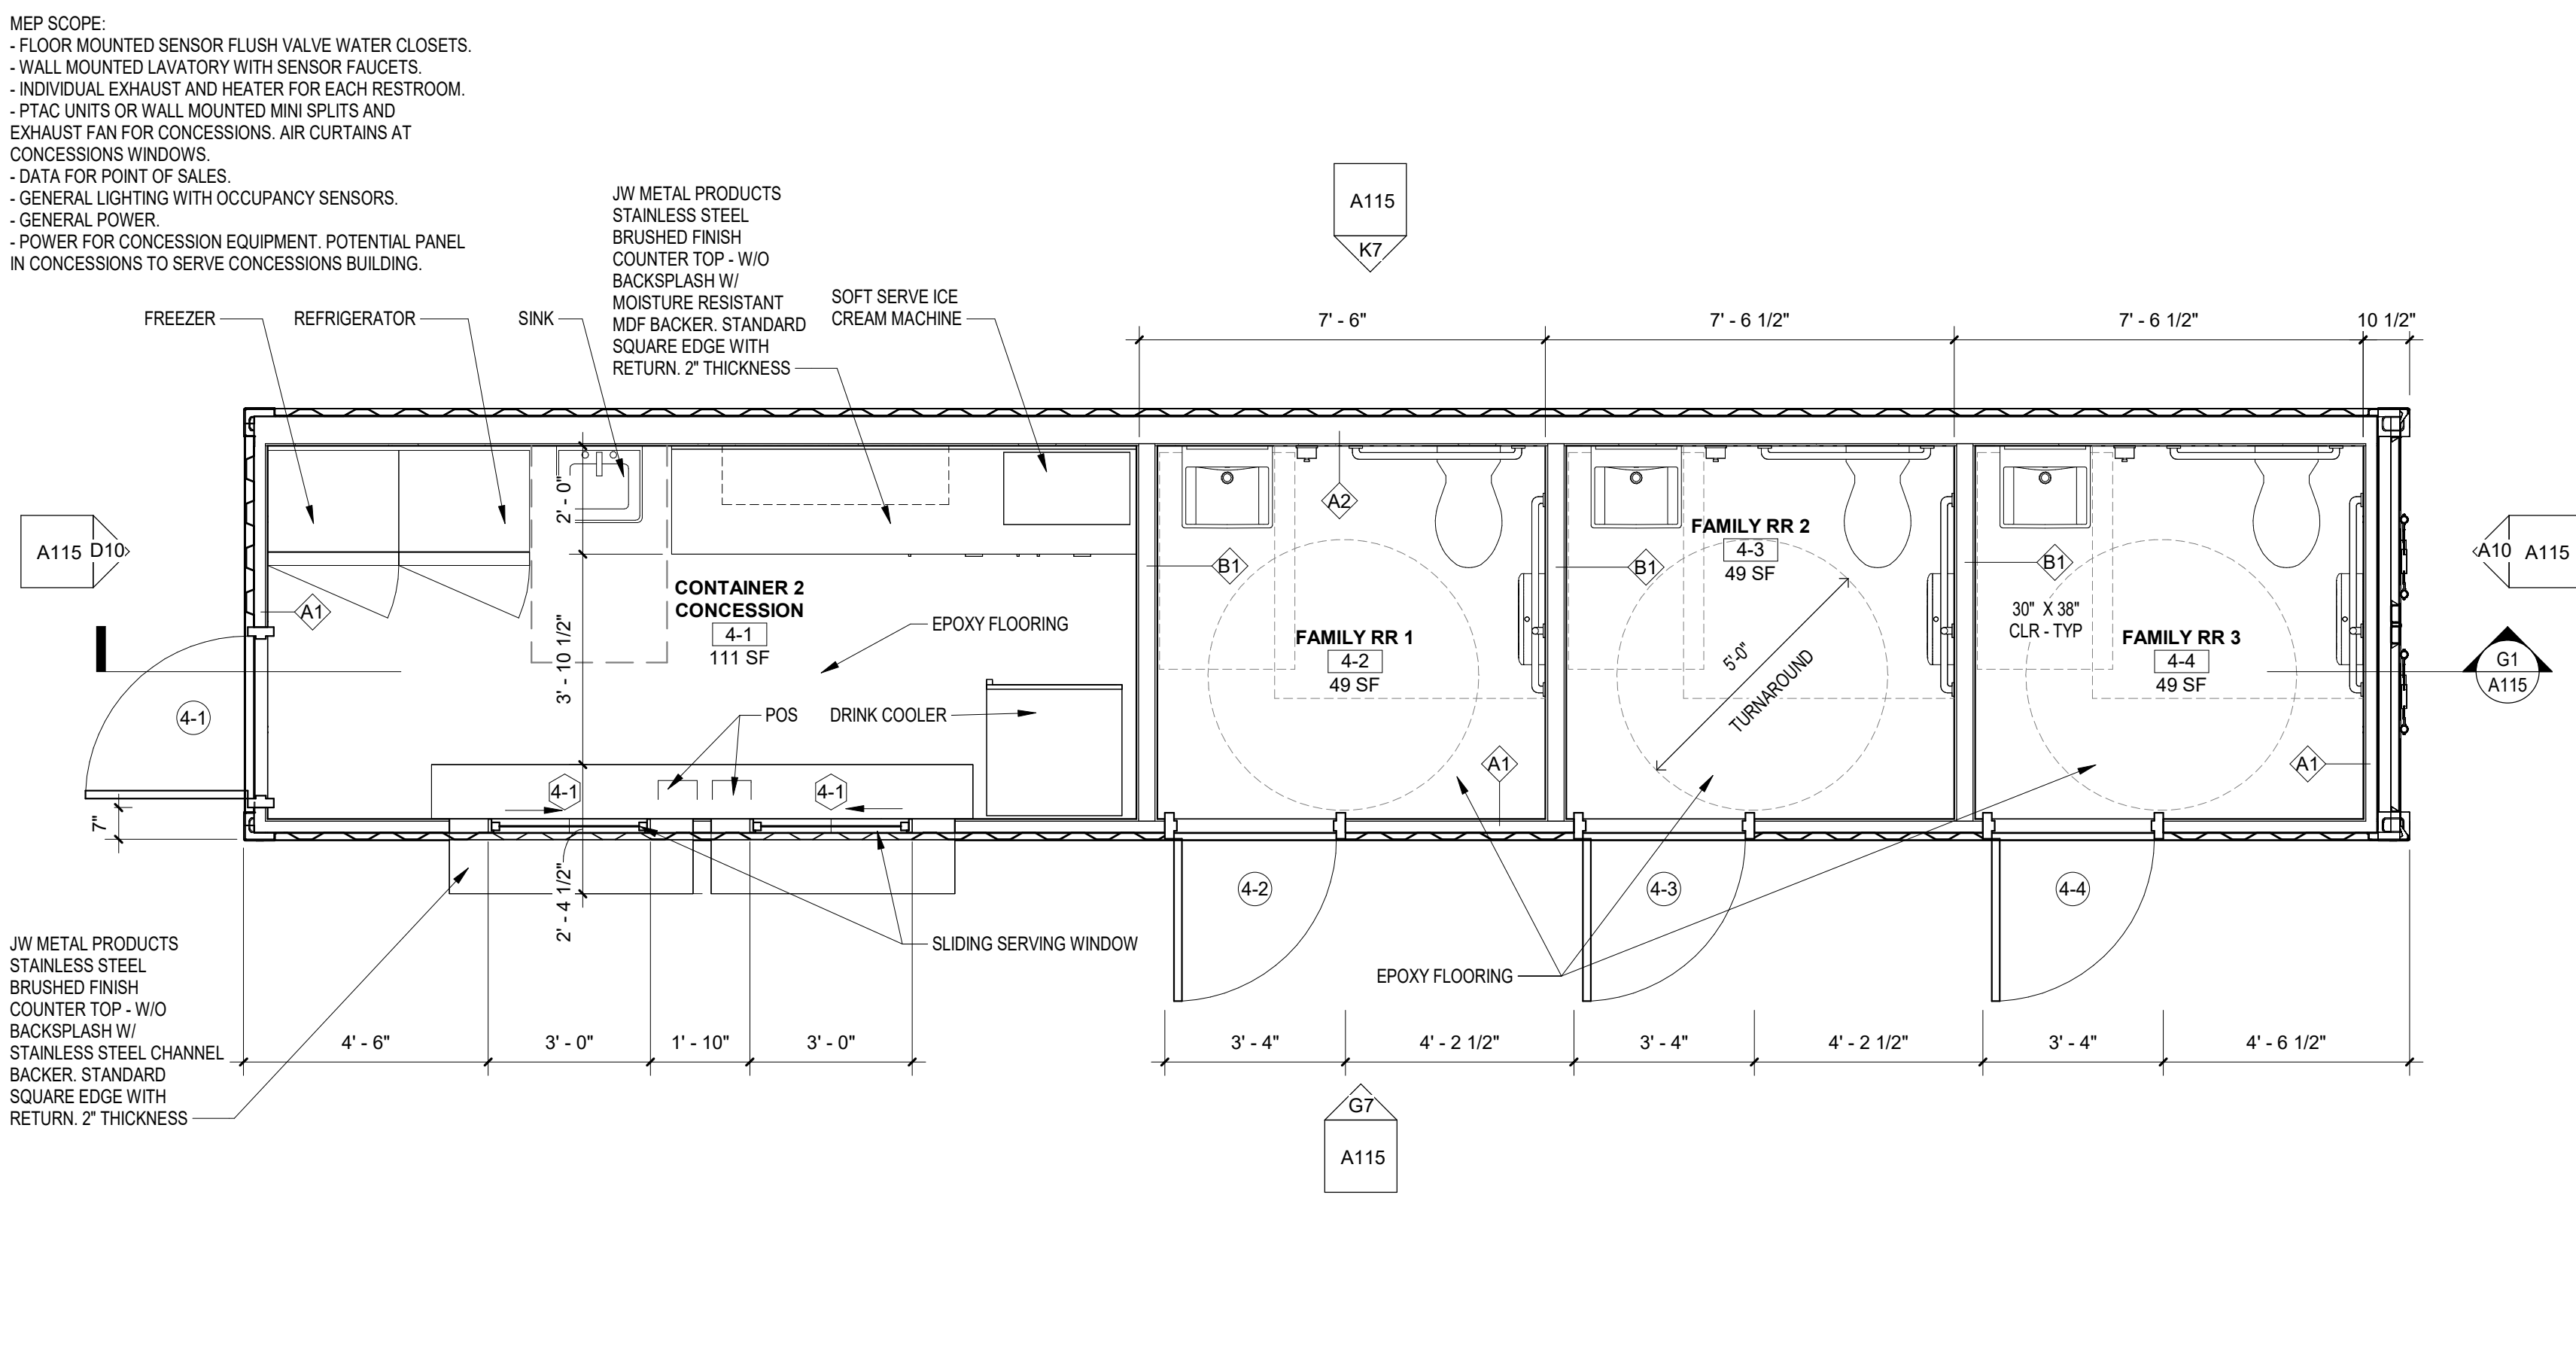 MEP SCOPE:
- FLOOR MOUNTED SENSOR FLUSH VALVE WATER CLOSETS.
- WALL MOUNTED LAVATORY WITH SENSOR FAUCETS.
- INDIVIDUAL EXHAUST AND HEATER FOR EACH RESTROOM.
- PTAC UNITS OR WALL MOUNTED MINI SPLITS AND
EXHAUST FAN FOR CONCESSIONS. AIR CURTAINS AT
CONCESSIONS WINDOWS.
- DATA FOR POINT OF SALES.
- GENERAL LIGHTING WITH OCCUPANCY SENSORS.
- GENERAL POWER.
- POWER FOR CONCESSION EQUIPMENT. POTENTIAL PANEL
IN CONCESSIONS TO SERVE CONCESSIONS BUILDING.
JW METAL PRODUCTS
STAINLESS STEEL
BRUSHED FINISH
COUNTER TOP - W/O
BACKSPLASH W/
MOISTURE RESISTANT
MDF BACKER. STANDARD
SQUARE EDGE WITH
RETURN. 2" THICKNESS
SOFT SERVE ICE
CREAM MACHINE
FREEZER
REFRIGERATOR
SINK
A115
K7
7' - 6"
7' - 6 1/2"
7' - 6 1/2"
10 1/2"
A115 D10
A10 A115
2' - 0"
3' - 10 1/2"
2' - 4 1/2"
A2
B1
B1
B1
A1
CONTAINER 2
CONCESSION
4-1
111 SF
EPOXY FLOORING
POS
DRINK COOLER
FAMILY RR 1
4-2
49 SF
FAMILY RR 2
4-3
49 SF
5'-0"
TURNAROUND
30" X 38"
CLR - TYP
FAMILY RR 3
4-4
49 SF
G1
A115
A1
A1
4-1
4-1
4-1
7"
4-2
4-3
4-4
SLIDING SERVING WINDOW
EPOXY FLOORING
JW METAL PRODUCTS
STAINLESS STEEL
BRUSHED FINISH
COUNTER TOP - W/O
BACKSPLASH W/
STAINLESS STEEL CHANNEL
BACKER. STANDARD
SQUARE EDGE WITH
RETURN. 2" THICKNESS
4' - 6"
3' - 0"
1' - 10"
3' - 0"
3' - 4"
4' - 2 1/2"
3' - 4"
4' - 2 1/2"
3' - 4"
4' - 6 1/2"
G7
A115